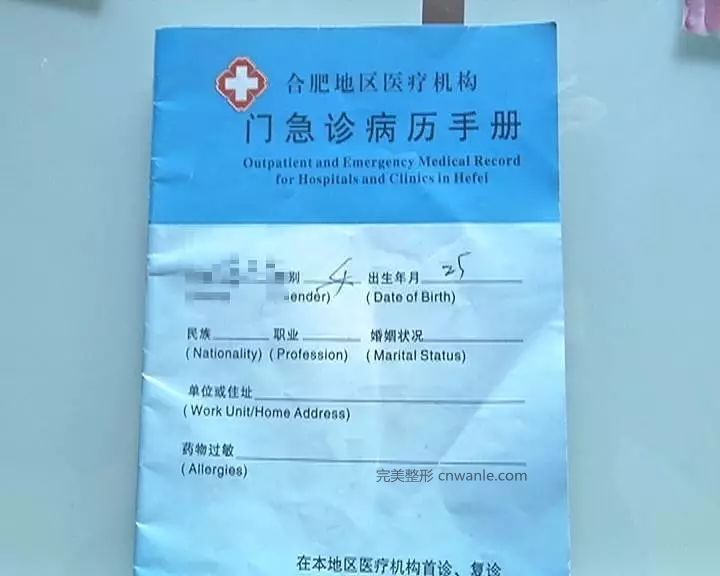 合肥地区医疗机构
门急诊病历手册
Outpatient and Emergency Medical Record
for Hospitals and Clinics in Hefei
别 女 出生年月 25
ender) (Date of Birth)
民族 职业 婚姻状况
(Nationality) (Profession) (Marital Status)
单位或住址
(Work Unit/Home Address)
药物过敏
(Allergies)
完美整形 cnwanle.com
在本地区医疗机构首诊、复诊